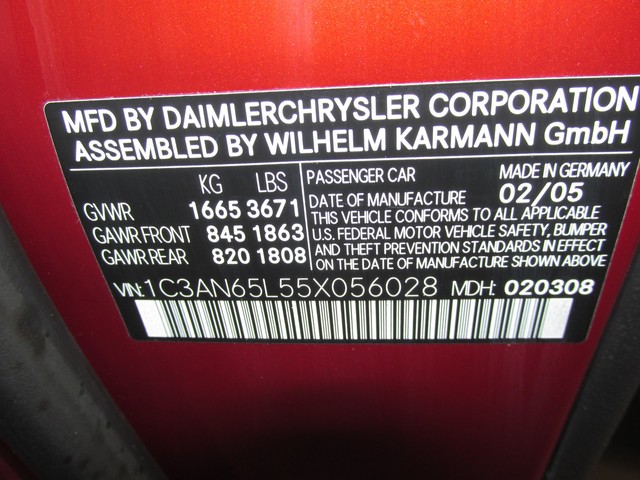 MFD BY DAIMLERCHRYSLER CORPORATION
ASSEMBLED BY WILHELM KARMANN GmbH
KG LBS
GVWR 1665 3671
GAWR FRONT 845 1863
GAWR REAR 820 1808
PASSENGER CAR MADE IN GERMANY
DATE OF MANUFACTURE 02/05
THIS VEHICLE CONFORMS TO ALL APPLICABLE
U.S. FEDERAL MOTOR VEHICLE SAFETY, BUMPER
AND THEFT PREVENTION STANDARDS IN EFFECT
ON THE DATE OF MANUFACTURE SHOWN ABOVE
VIN: 1C3AN65L55X056028 MDH: 020308